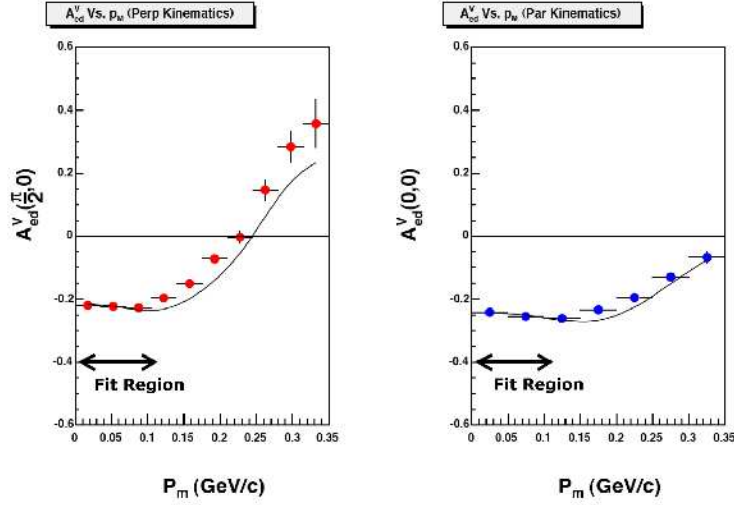 A_ed^V Vs. p_M (Perp Kinematics)
0.6
0.4
0.2
0
-0.2
-0.4
-0.6
A_ed^V(π/2,0)
Fit Region
0 0.05 0.1 0.15 0.2 0.25 0.3 0.35
P_m (GeV/c)
A_ed^V Vs. p_M (Par Kinematics)
0.6
0.4
0.2
0
-0.2
-0.4
-0.6
A_ed^V(0,0)
Fit Region
0 0.05 0.1 0.15 0.2 0.25 0.3 0.35
P_m (GeV/c)